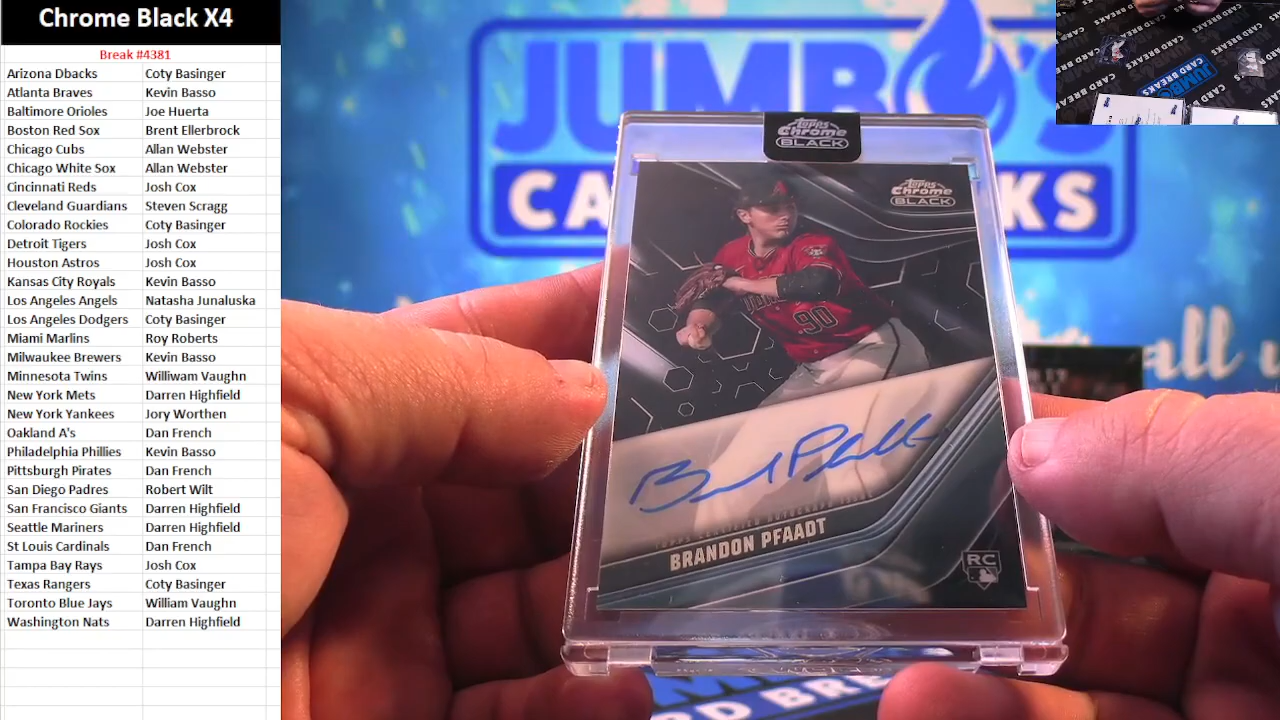 Chrome Black X4
Break #4381
Arizona Dbacks Coty Basinger
Atlanta Braves Kevin Basso
Baltimore Orioles Joe Huerta
Boston Red Sox Brent Ellerbrock
Chicago Cubs Allan Webster
Chicago White Sox Allan Webster
Cincinnati Reds Josh Cox
Cleveland Guardians Steven Scragg
Colorado Rockies Coty Basinger
Detroit Tigers Josh Cox
Houston Astros Josh Cox
Kansas City Royals Kevin Basso
Los Angeles Angels Natasha Junaluska
Los Angeles Dodgers Coty Basinger
Miami Marlins Roy Roberts
Milwaukee Brewers Kevin Basso
Minnesota Twins Williwam Vaughn
New York Mets Darren Highfield
New York Yankees Jory Worthen
Oakland A's Dan French
Philadelphia Phillies Kevin Basso
Pittsburgh Pirates Dan French
San Diego Padres Robert Wilt
San Francisco Giants Darren Highfield
Seattle Mariners Darren Highfield
St Louis Cardinals Dan French
Tampa Bay Rays Josh Cox
Texas Rangers Coty Basinger
Toronto Blue Jays William Vaughn
Washington Nats Darren Highfield
Topps
Chrome
BLACK
Topps
Chrome
BLACK
90
TOPPS CERTIFIED AUTOGRAPH ISSUE
BRANDON PFAADT
RC
JUMBO'S
CARD BREAKS
all